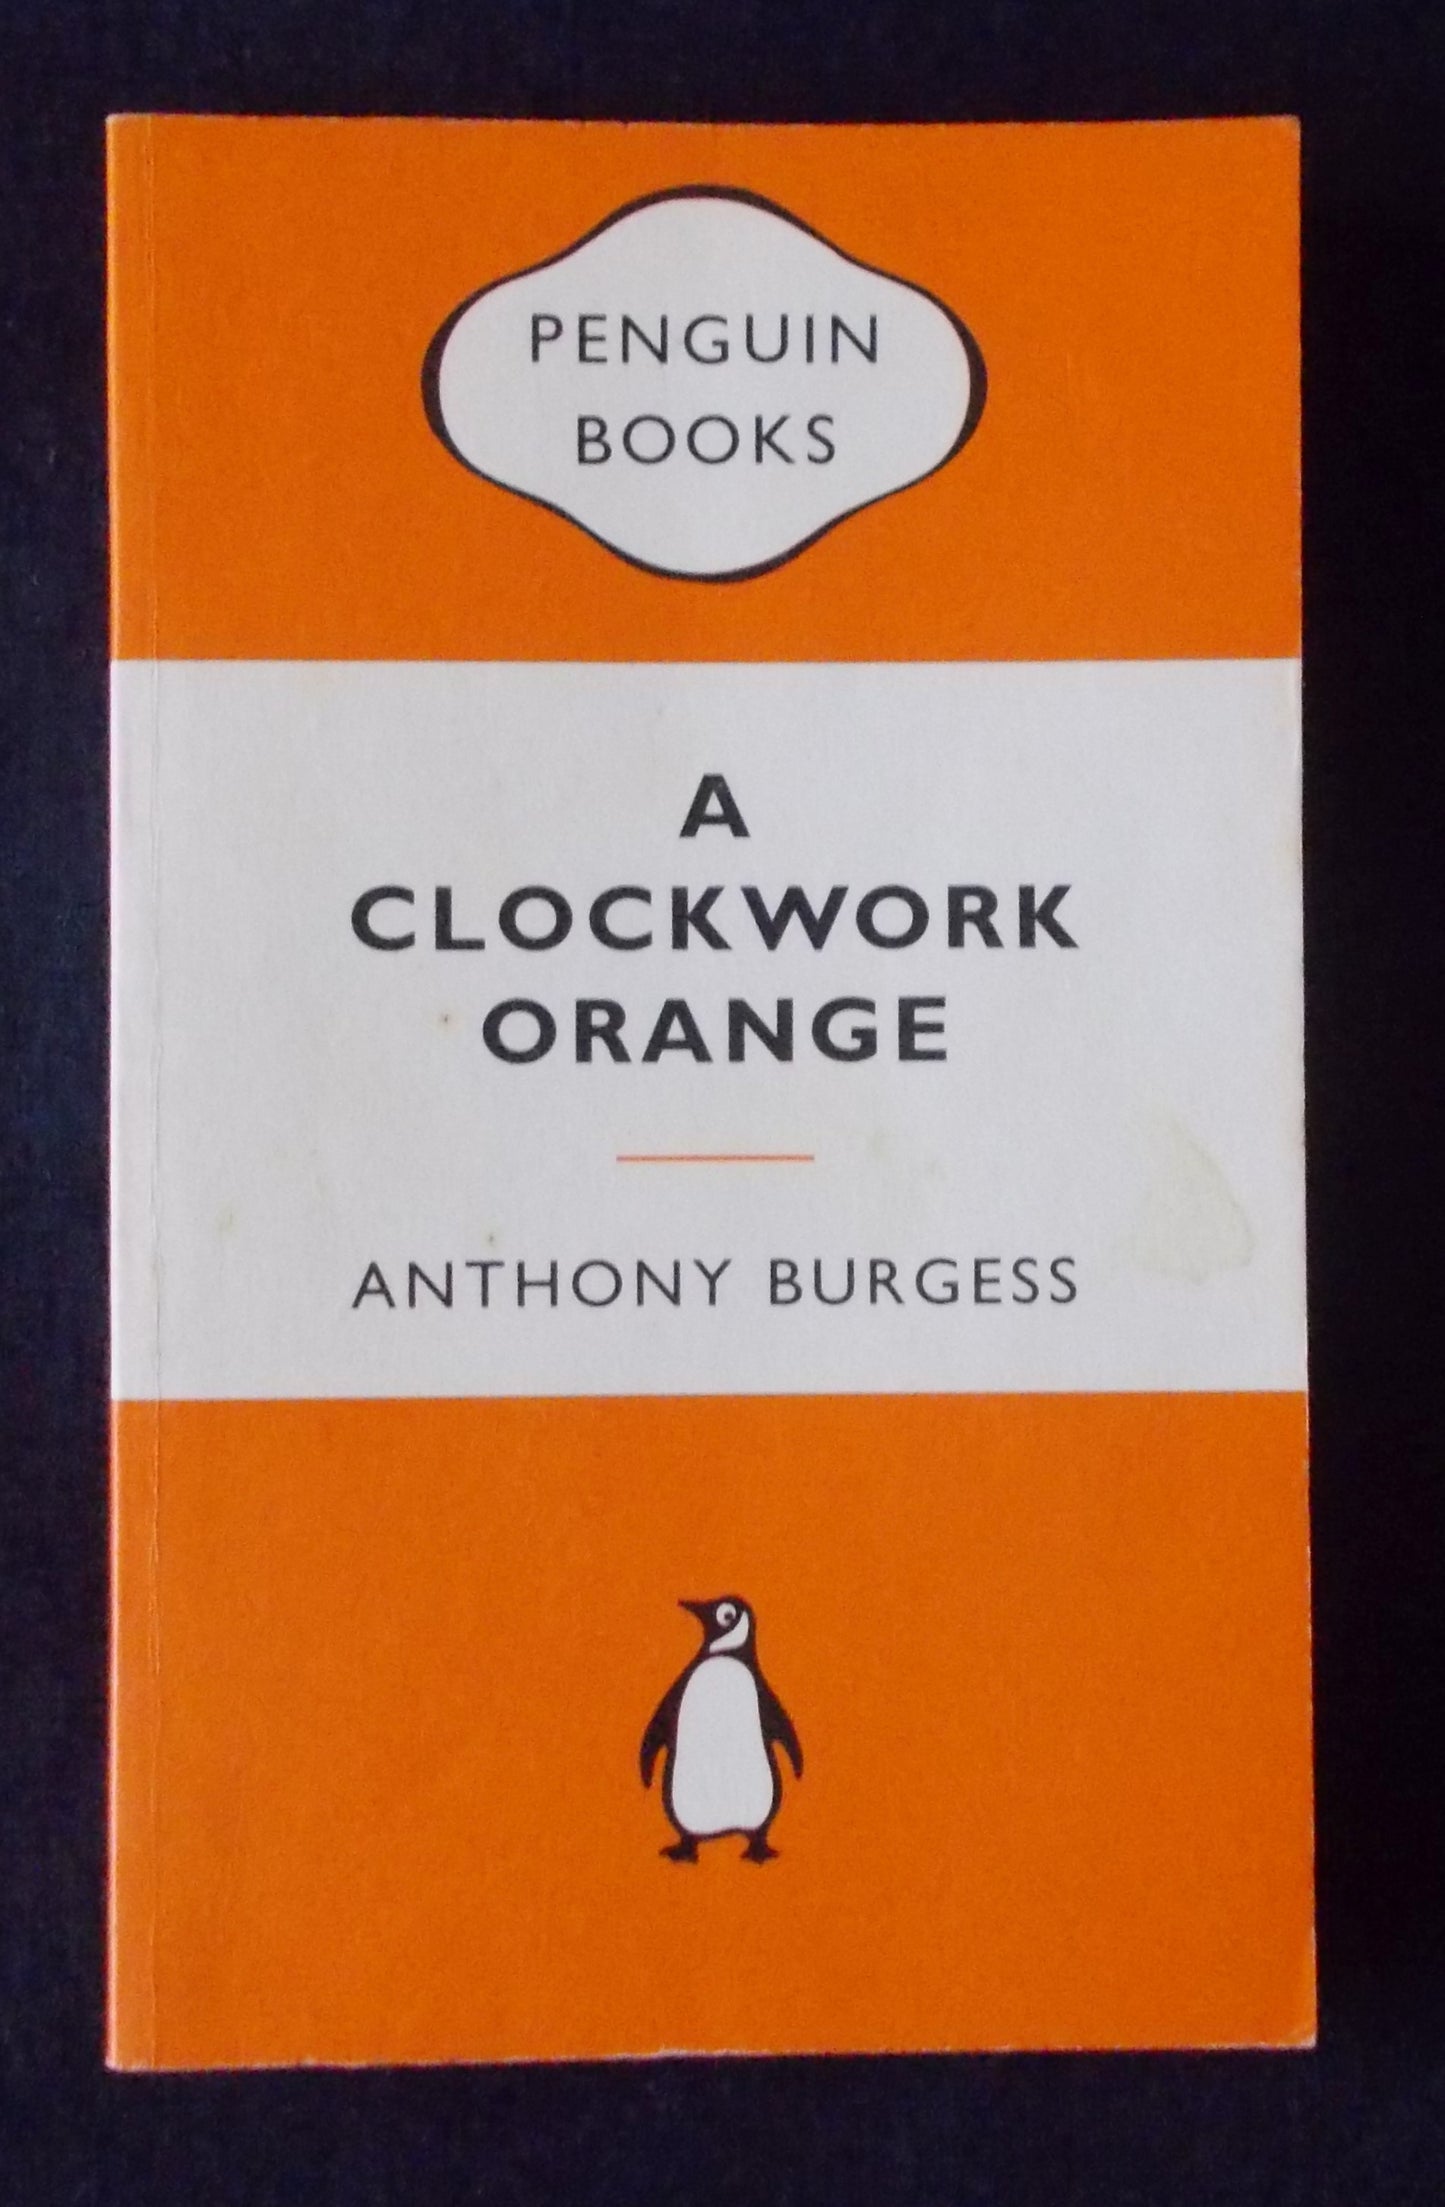 PENGUIN
BOOKS
A
CLOCKWORK
ORANGE
ANTHONY BURGESS